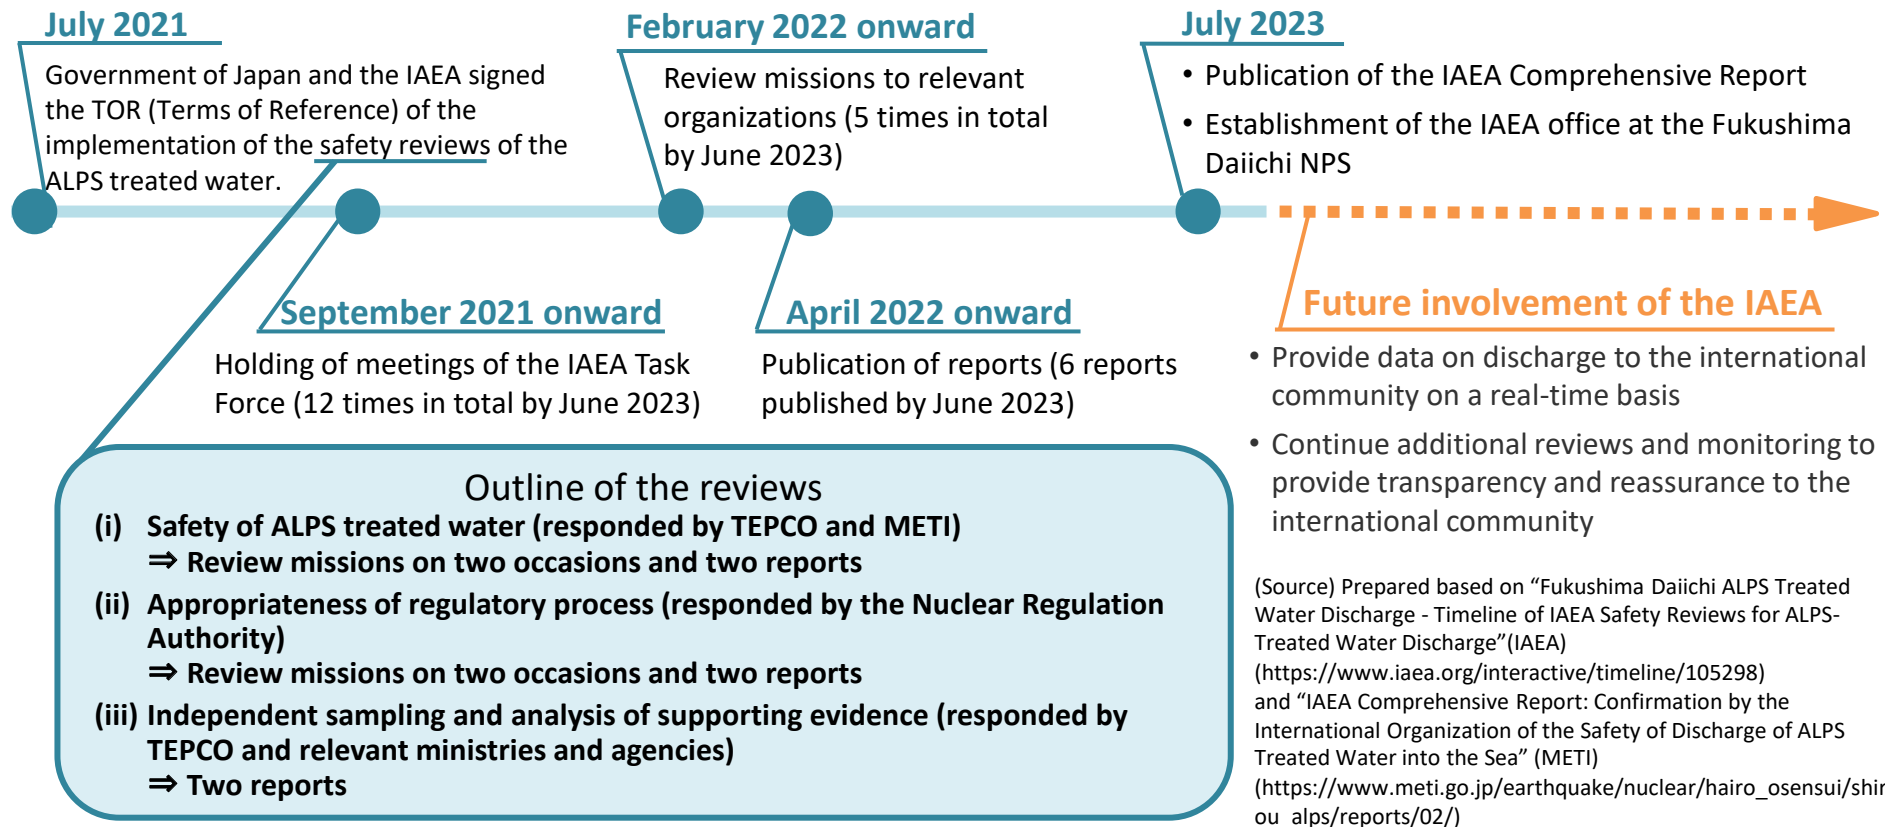 July 2021
Government of Japan and the IAEA signed
the TOR (Terms of Reference) of the
implementation of the safety reviews of the
ALPS treated water.
February 2022 onward
Review missions to relevant
organizations (5 times in total
by June 2023)
July 2023
• Publication of the IAEA Comprehensive Report
• Establishment of the IAEA office at the Fukushima
Daiichi NPS
September 2021 onward
Holding of meetings of the IAEA Task
Force (12 times in total by June 2023)
April 2022 onward
Publication of reports (6 reports
published by June 2023)
Future involvement of the IAEA
• Provide data on discharge to the international
community on a real-time basis
• Continue additional reviews and monitoring to
provide transparency and reassurance to the
international community
Outline of the reviews
(i) Safety of ALPS treated water (responded by TEPCO and METI)
⇒ Review missions on two occasions and two reports
(ii) Appropriateness of regulatory process (responded by the Nuclear Regulation
Authority)
⇒ Review missions on two occasions and two reports
(iii) Independent sampling and analysis of supporting evidence (responded by
TEPCO and relevant ministries and agencies)
⇒ Two reports
(Source) Prepared based on “Fukushima Daiichi ALPS Treated
Water Discharge - Timeline of IAEA Safety Reviews for ALPS-
Treated Water Discharge”(IAEA)
(https://www.iaea.org/interactive/timeline/105298)
and “IAEA Comprehensive Report: Confirmation by the
International Organization of the Safety of Discharge of ALPS
Treated Water into the Sea” (METI)
(https://www.meti.go.jp/earthquake/nuclear/hairo_osensui/shir
ou_alps/reports/02/)